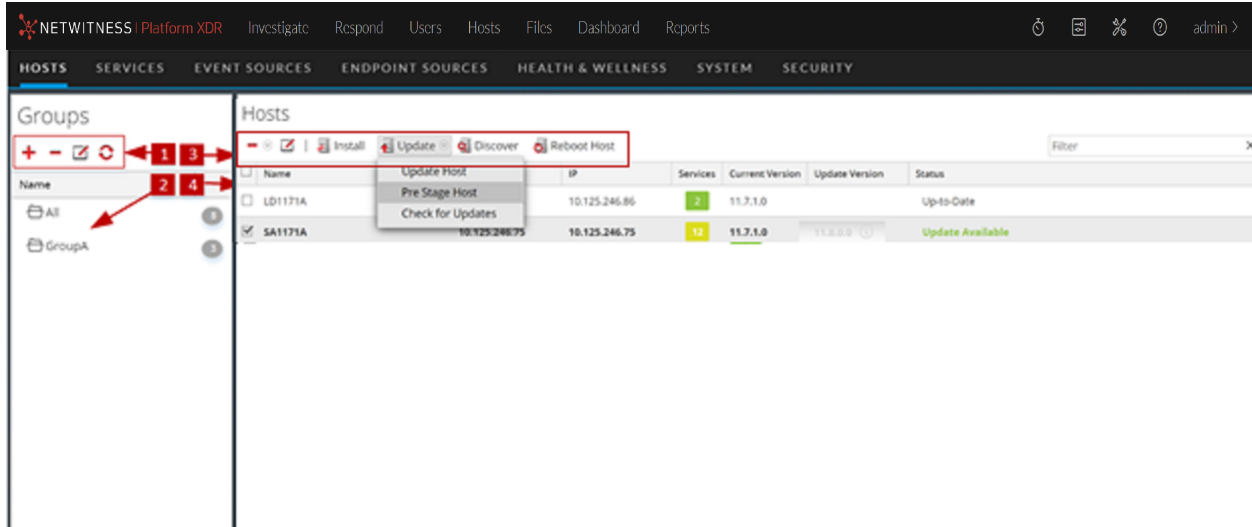 NETWITNESS | Platform XDR Investigate Respond Users Hosts Files Dashboard Reports admin >
HOSTS SERVICES EVENT SOURCES ENDPOINT SOURCES HEALTH & WELLNESS SYSTEM SECURITY
Groups
Hosts
1 3
Install Update Discover Reboot Host Filter
2 4
Name
Name IP Services Current Version Update Version Status
Update Host
Pre Stage Host
Check for Updates
All
GroupA 3
LD1171A 10.125.246.86 2 11.7.1.0 Up-to-Date
SA1171A 10.125.246.75 10.125.246.75 12 11.7.1.0 Update Available